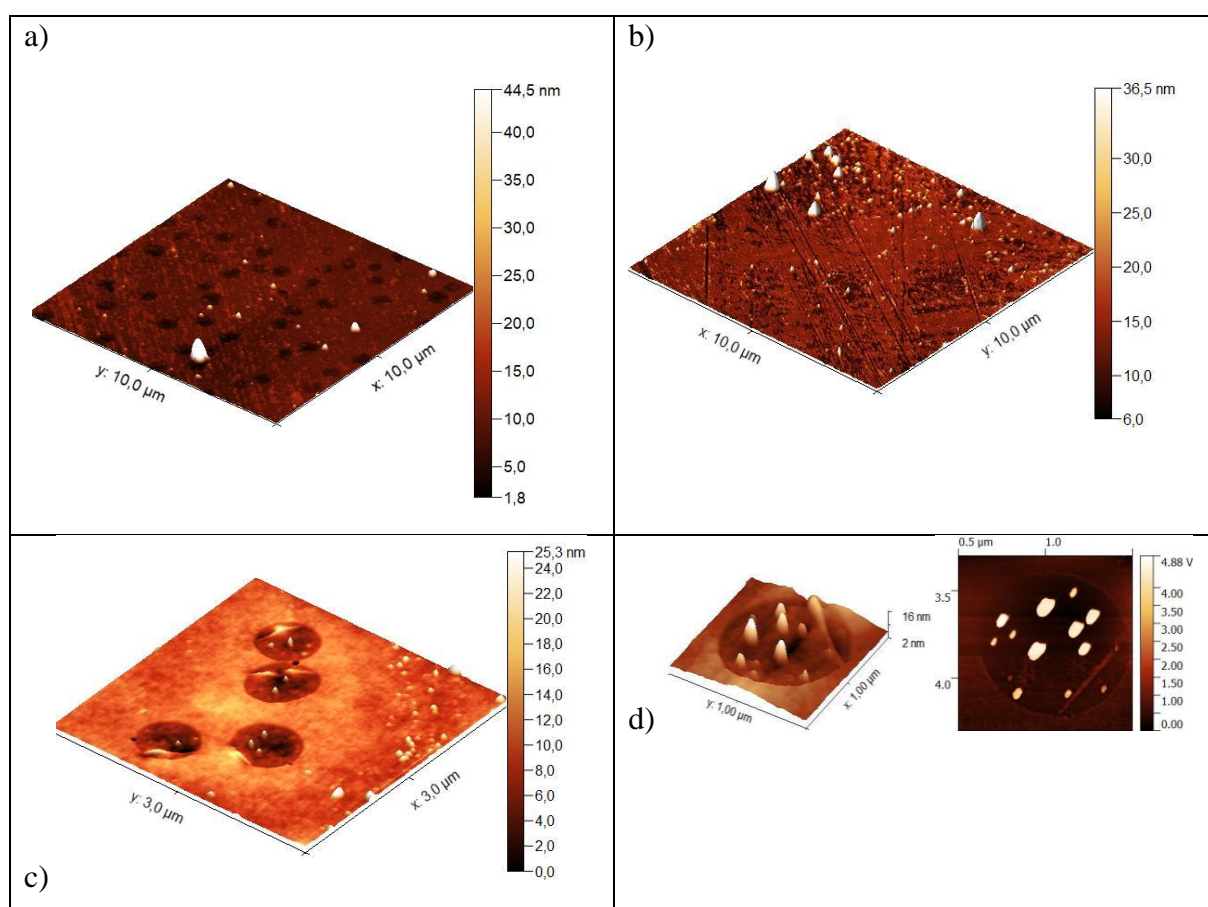 a)
44,5 nm
40,0
35,0
30,0
25,0
20,0
15,0
10,0
5,0
1,8
y: 10,0 µm
x: 10,0 µm
b)
36,5 nm
30,0
25,0
20,0
15,0
10,0
6,0
x: 10,0 µm
y: 10,0 µm
c)
25,3 nm
24,0
20,0
18,0
16,0
14,0
12,0
10,0
8,0
6,0
4,0
2,0
0,0
y: 3,0 µm
x: 3,0 µm
d)
16 nm
2 nm
y: 1,00 µm
x: 1,00 µm
0.5 µm
1.0
3.5
4.0
4.88 V
4.00
3.50
3.00
2.50
2.00
1.50
1.00
0.00